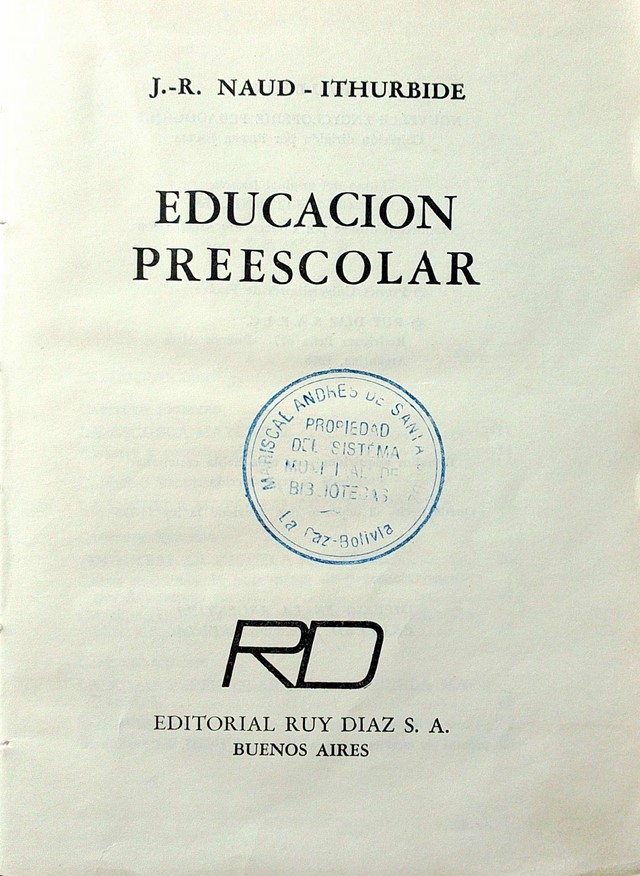 J.-R. NAUD - ITHURBIDE
EDUCACION
PREESCOLAR
MARISCAL ANDRES DE SANTA
PROPIEDAD
DEL SISTEMA
DE
BIBLIOTECAS
La Paz-Bolivia
RD
EDITORIAL RUY DIAZ S. A.
BUENOS AIRES